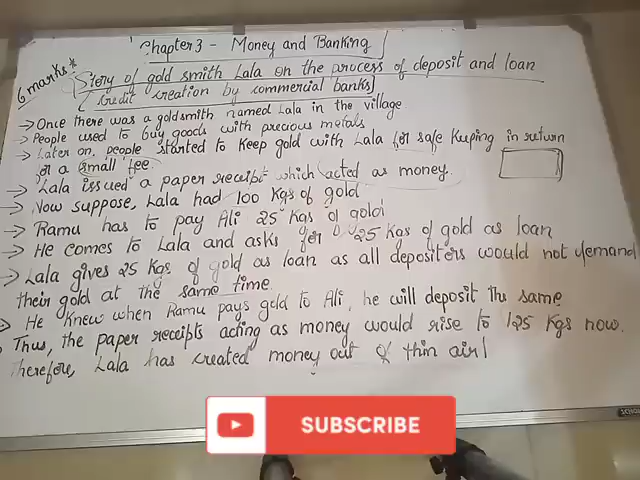 Chapter 3 - Money and Banking
6 marks*
Story of gold smith Lala on the process of deposit and loan
(Credit creation by commercial banks)
→ Once there was a goldsmith named Lala in the village
→ People used to buy goods with precious metals
→ Later on, people started to keep gold with Lala for safe keeping in return
for a small fee.
→ Lala issued a paper receipt which acted as money.
→ Now suppose, Lala had 100 Kgs of gold
→ Ramu has to pay Ali 25 Kgs of gold
→ He comes to Lala and asks for 25 Kgs of gold as loan
→ Lala gives 25 Kgs of gold as loan as all depositers would not demand
their gold at the same time.
→ He knew when Ramu pays gold to Ali, he will deposit the same
Thus, the paper receipts acting as money would rise to 125 Kgs now.
Therefore, Lala has created money out of thin air!
SUBSCRIBE